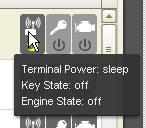 Terminal Power: sleep
Key State: off
Engine State: off